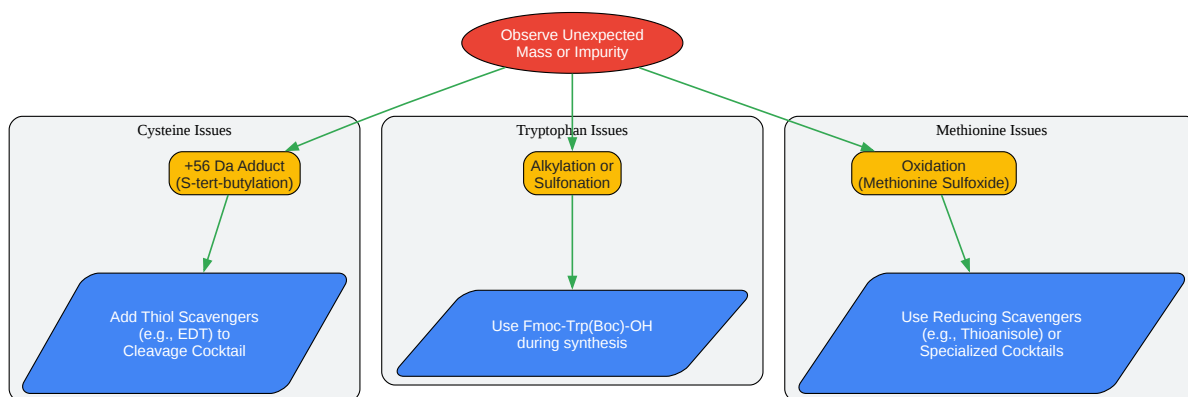 Observe Unexpected
Mass or Impurity
Cysteine Issues
+56 Da Adduct
(S-tert-butylation)
Add Thiol Scavengers
(e.g., EDT) to
Cleavage Cocktail
Tryptophan Issues
Alkylation or
Sulfonation
Use Fmoc-Trp(Boc)-OH
during synthesis
Methionine Issues
Oxidation
(Methionine Sulfoxide)
Use Reducing Scavengers
(e.g., Thioanisole) or
Specialized Cocktails